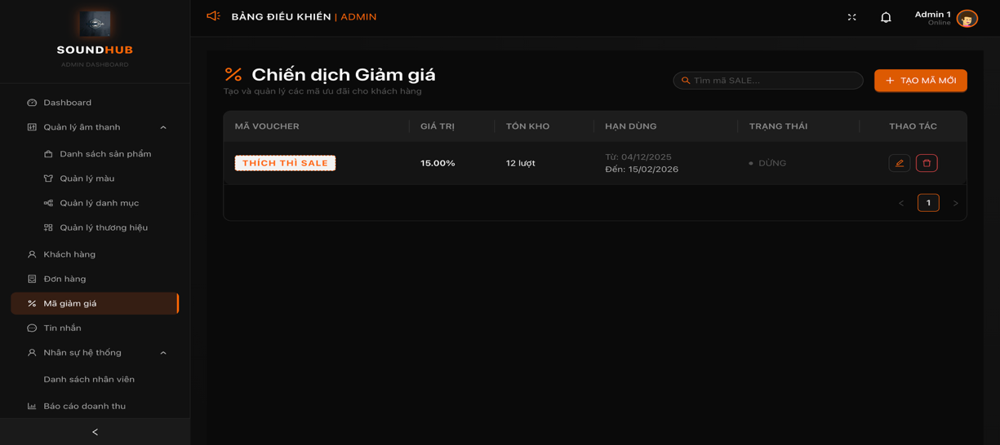 SOUNDHUB
ADMIN DASHBOARD
Dashboard
Quản lý âm thanh
Danh sách sản phẩm
Quản lý màu
Quản lý danh mục
Quản lý thương hiệu
Khách hàng
Đơn hàng
Mã giảm giá
Tin nhắn
Nhân sự hệ thống
Danh sách nhân viên
Báo cáo doanh thu
BẢNG ĐIỀU KHIỂN | ADMIN
Admin 1
Online
Chiến dịch Giảm giá
Tạo và quản lý các mã ưu đãi cho khách hàng
Tìm mã SALE...
TẠO MÃ MỚI
MÃ VOUCHER GIÁ TRỊ TỒN KHO HẠN DÙNG TRẠNG THÁI THAO TÁC
THÍCH THÌ SALE 15.00% 12 lượt Từ: 04/12/2025 DỪNG
Đến: 15/02/2026
1